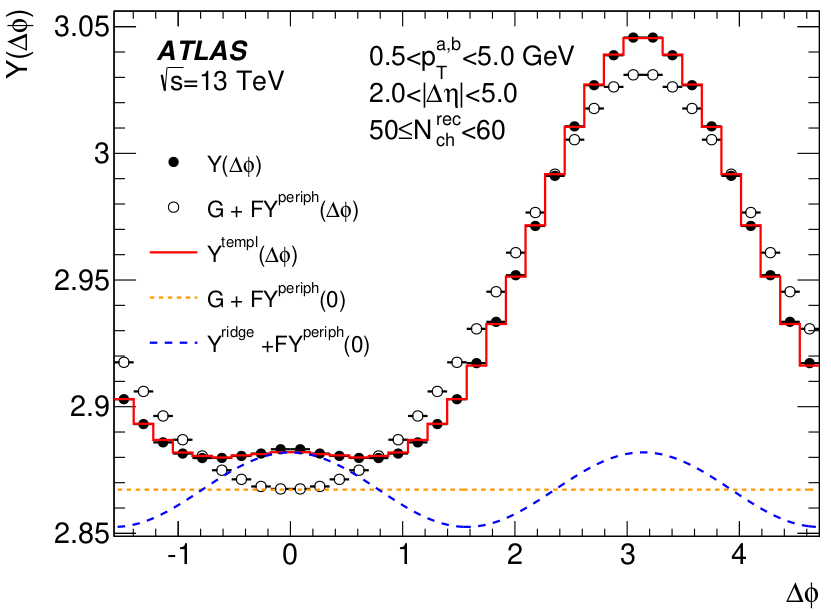 Y(Δϕ)
3.05
3
2.95
2.9
2.85
ATLAS
√s=13 TeV
0.5<p_T^{a,b}<5.0 GeV
2.0<|Δη|<5.0
50≤N_{ch}^{rec}<60
Y(Δϕ)
G + FY^{periph}(Δϕ)
Y^{templ}(Δϕ)
G + FY^{periph}(0)
Y^{ridge} +FY^{periph}(0)
-1 0 1 2 3 4
Δϕ